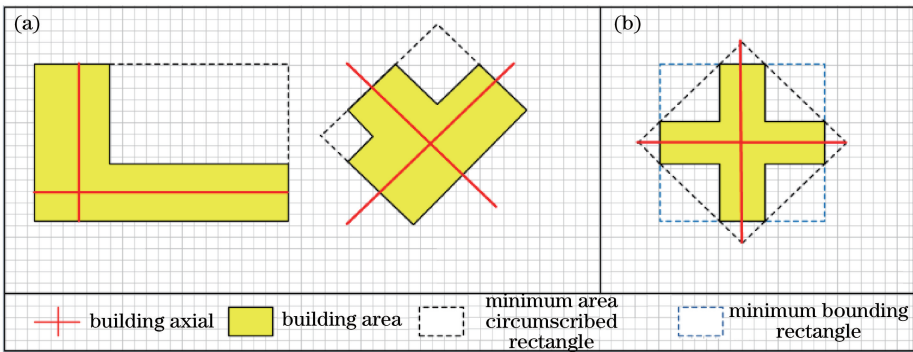 (a)
(b)
building axial
building area
minimum area
circumscribed
rectangle
minimum bounding
rectangle